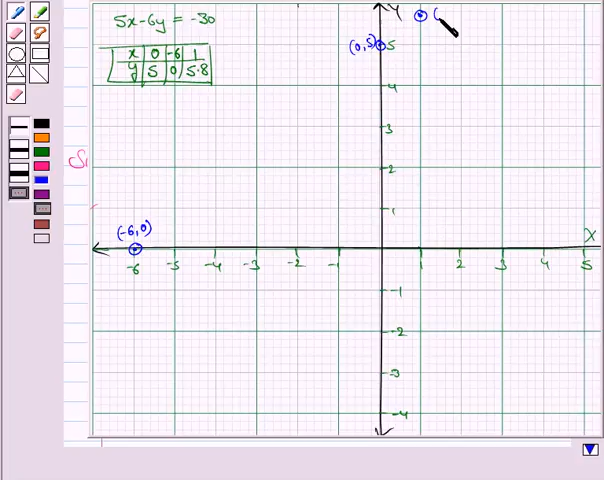 5x-6y = -30
x 0 -6 1
y 5 0 5.8
Y
(
(0,5) 5
4
3
2
1
(-6,0)
X
-6 -5 -4 -3 -2 -1 1 2 3 4 5
-1
-2
-3
-4